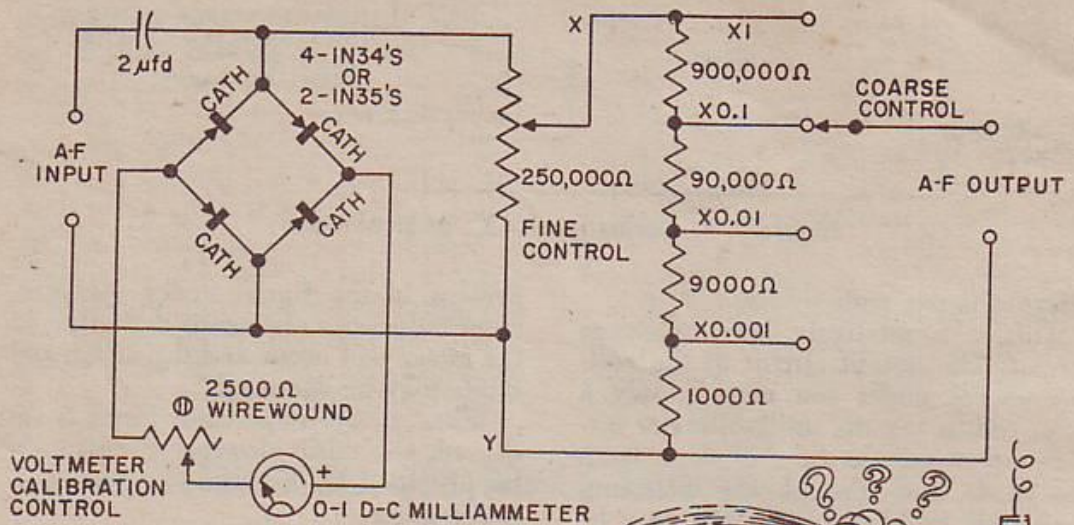 2µfd
4-1N34'S
OR
2-1N35'S
CATH
CATH
CATH
CATH
A-F
INPUT
250,000Ω
FINE
CONTROL
X
X1
900,000Ω
X0.1
COARSE
CONTROL
90,000Ω
A-F OUTPUT
X0.01
9000Ω
X0.001
1000Ω
Y
2500Ω
WIREWOUND
VOLTMETER
CALIBRATION
CONTROL
+
0-1 D-C MILLIAMMETER
? ? ?